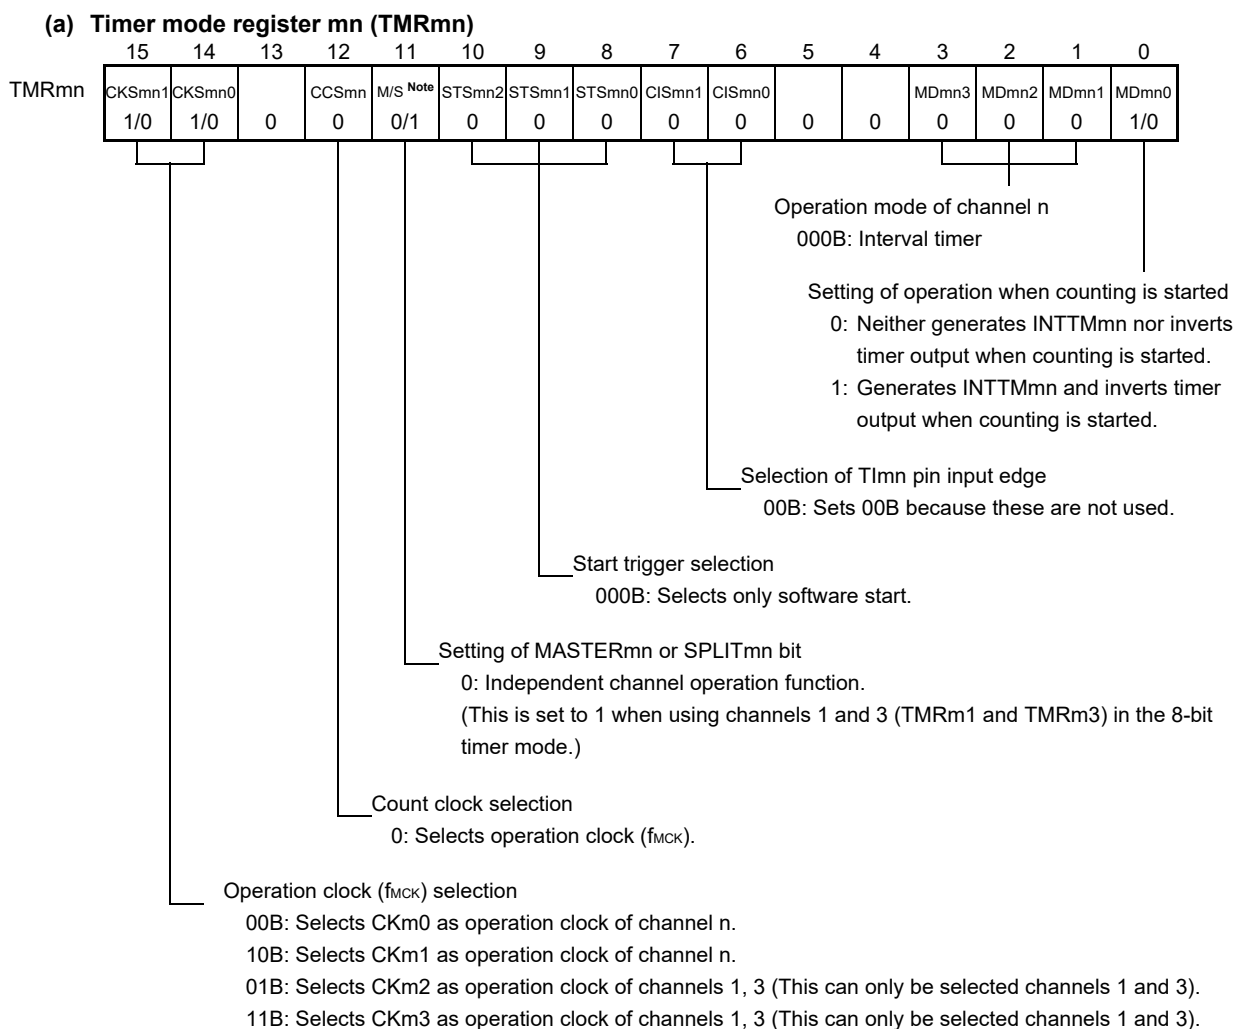 (a) Timer mode register mn (TMRmn)
15 14 13 12 11 10 9 8 7 6 5 4 3 2 1 0
TMRmn CKSmn1 CKSmn0 CCSmn M/S Note STSmn2 STSmn1 STSmn0 CISmn1 CISmn0 MDmn3 MDmn2 MDmn1 MDmn0
1/0 1/0 0 0 0/1 0 0 0 0 0 0 0 0 0 0 1/0
Operation mode of channel n
000B: Interval timer
Setting of operation when counting is started
0: Neither generates INTTMmn nor inverts
timer output when counting is started.
1: Generates INTTMmn and inverts timer
output when counting is started.
Selection of TImn pin input edge
00B: Sets 00B because these are not used.
Start trigger selection
000B: Selects only software start.
Setting of MASTERmn or SPLITmn bit
0: Independent channel operation function.
(This is set to 1 when using channels 1 and 3 (TMRm1 and TMRm3) in the 8-bit
timer mode.)
Count clock selection
0: Selects operation clock (fMCK).
Operation clock (fMCK) selection
00B: Selects CKm0 as operation clock of channel n.
10B: Selects CKm1 as operation clock of channel n.
01B: Selects CKm2 as operation clock of channels 1, 3 (This can only be selected channels 1 and 3).
11B: Selects CKm3 as operation clock of channels 1, 3 (This can only be selected channels 1 and 3).